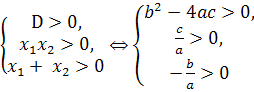 { D > 0, x₁x₂ > 0, x₁ + x₂ > 0 ⇔ { b² − 4ac > 0, c/a > 0, −b/a > 0